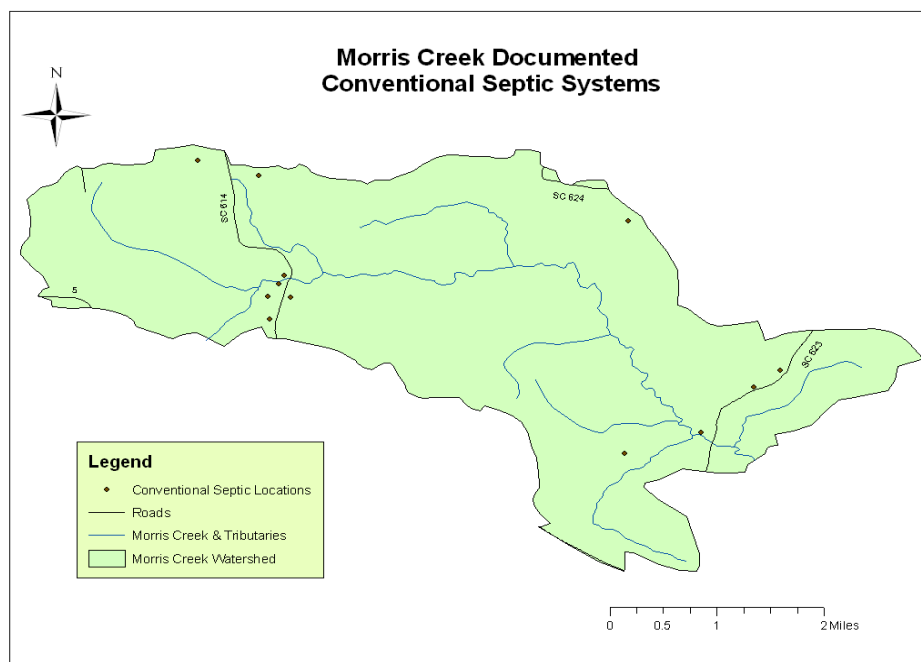 Morris Creek Documented
Conventional Septic Systems
N
SC 614
SC 624
5
SC 623
Legend
Conventional Septic Locations
Roads
Morris Creek & Tributaries
Morris Creek Watershed
0 0.5 1 2 Miles